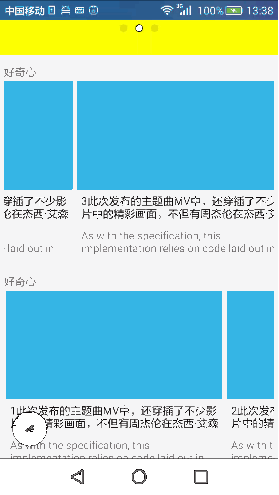 中国移动 3G 100% 13:38
好奇心
穿插了不少影 3此次发布的主题曲MV中，还穿插了不少
伦在杰西·艾森 片中的精彩画面，不但有周杰伦在杰西·
laid out in As with the specification, this
implementation relies on code laid out in
好奇心
1此次发布的主题曲MV中，还穿插了不少影 2此次发
精彩画面，不但有周杰伦在杰西·艾森 片中的精
As with the specification, this As with t
implementation relies on code laid out in impleme